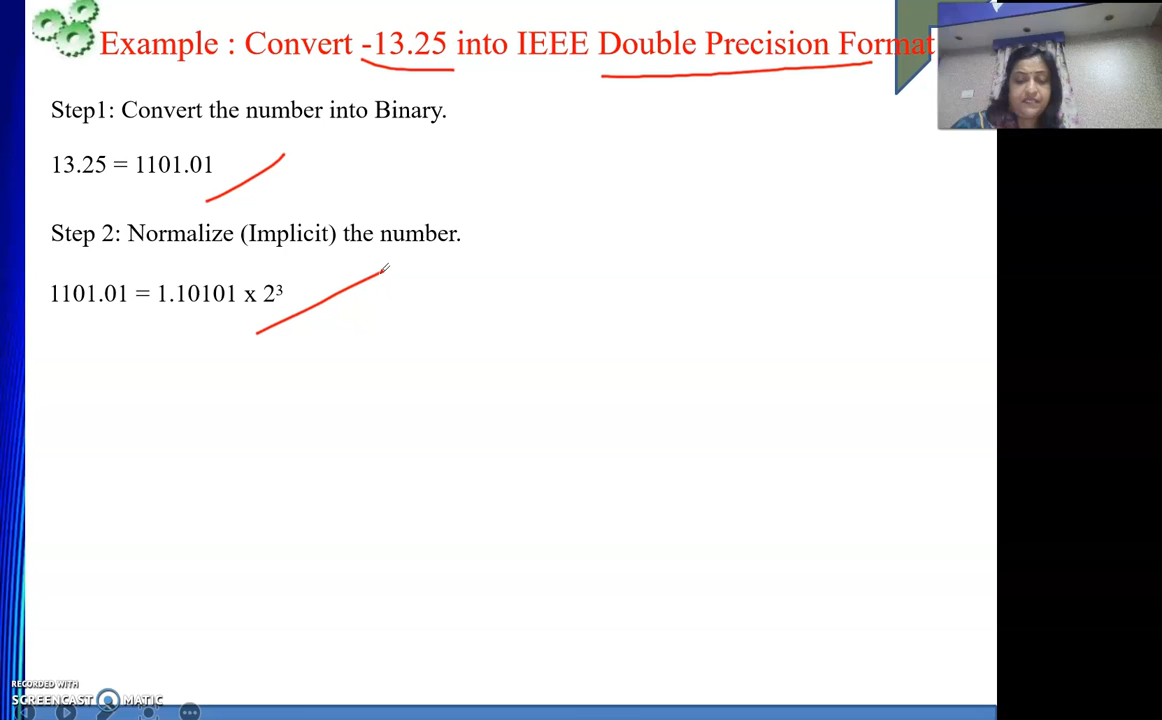 Example : Convert -13.25 into IEEE Double Precision Format
Step1: Convert the number into Binary.
13.25 = 1101.01
Step 2: Normalize (Implicit) the number.
1101.01 = 1.10101 x 2³
RECORDED WITH
SCREENCAST MATIC